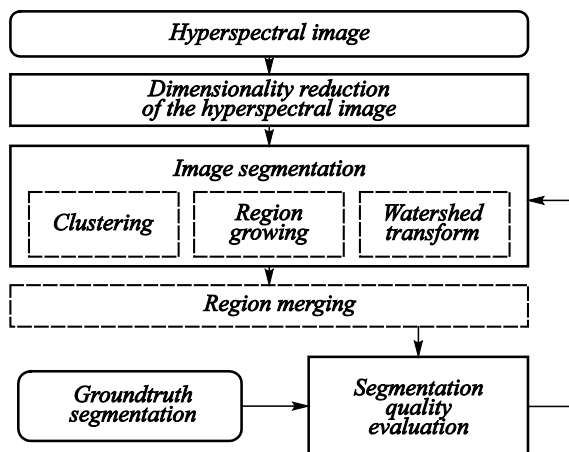 Hyperspectral image
Dimensionality reduction
of the hyperspectral image
Image segmentation
Clustering
Region
growing
Watershed
transform
Region merging
Groundtruth
segmentation
Segmentation
quality
evaluation